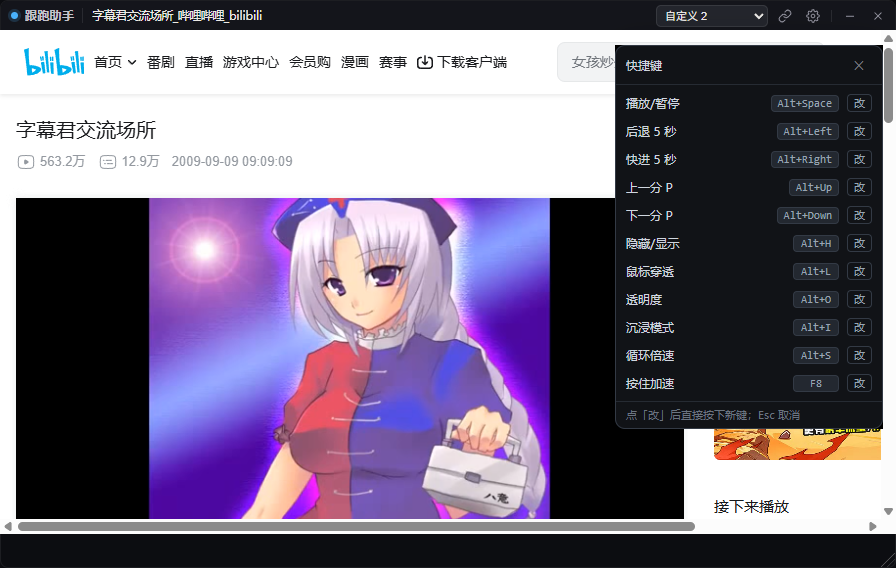 跟跑助手 字幕君交流场所_哔哩哔哩_bilibili 自定义 2
bilibili 首页 番剧 直播 游戏中心 会员购 漫画 赛事 下载客户端 女孩妙
快捷键
播放/暂停 Alt+Space 改
后退 5 秒 Alt+Left 改
快进 5 秒 Alt+Right 改
上一分 P Alt+Up 改
下一分 P Alt+Down 改
隐藏/显示 Alt+H 改
鼠标穿透 Alt+L 改
透明度 Alt+O 改
沉浸模式 Alt+I 改
循环倍速 Alt+S 改
按住加速 F8 改
点「改」后直接按下新键；Esc 取消
字幕君交流场所
563.2万 12.9万 2009-09-09 09:09:09
八意
接下来播放